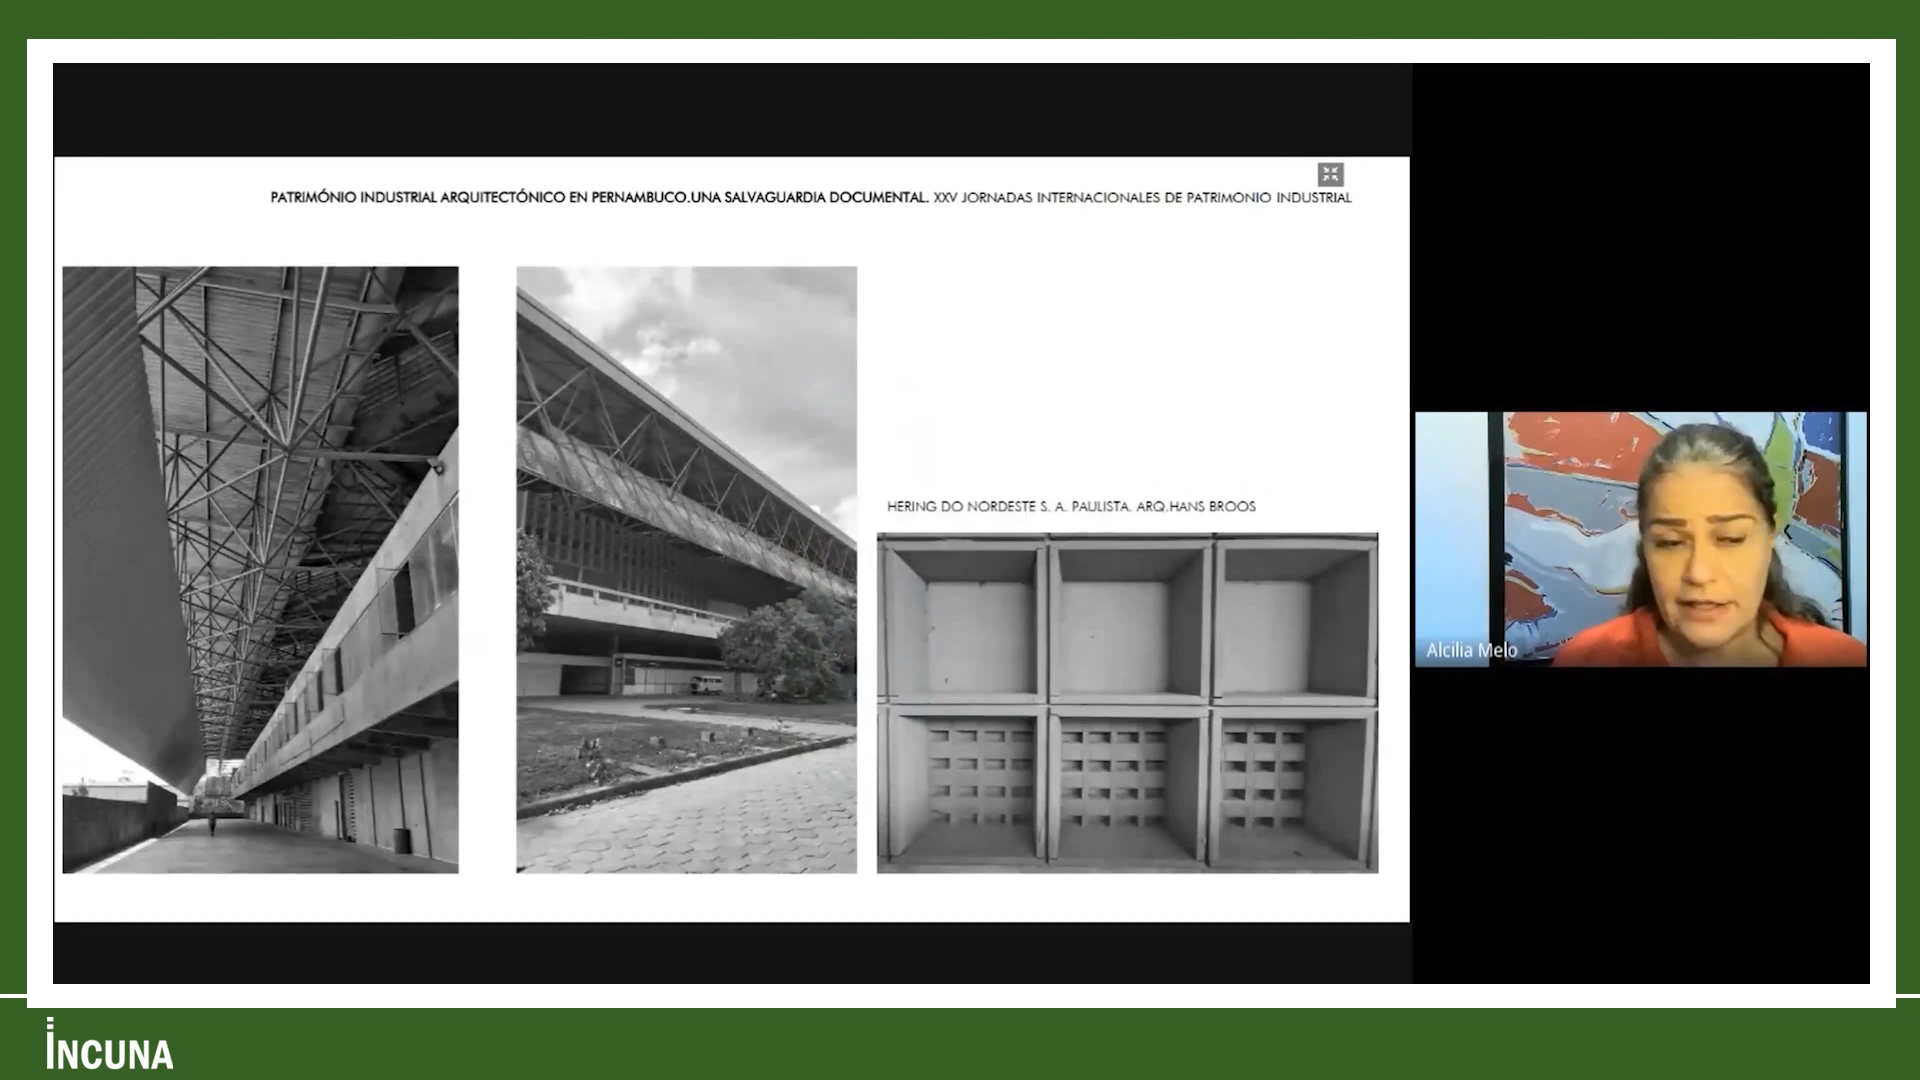 PATRIMÓNIO INDUSTRIAL ARQUITECTÓNICO EN PERNAMBUCO.UNA SALVAGUARDIA DOCUMENTAL. XXV JORNADAS INTERNACIONALES DE PATRIMONIO INDUSTRIAL
HERING DO NORDESTE S. A. PAULISTA. ARQ.HANS BROOS
Alcilia Melo
INCUNA